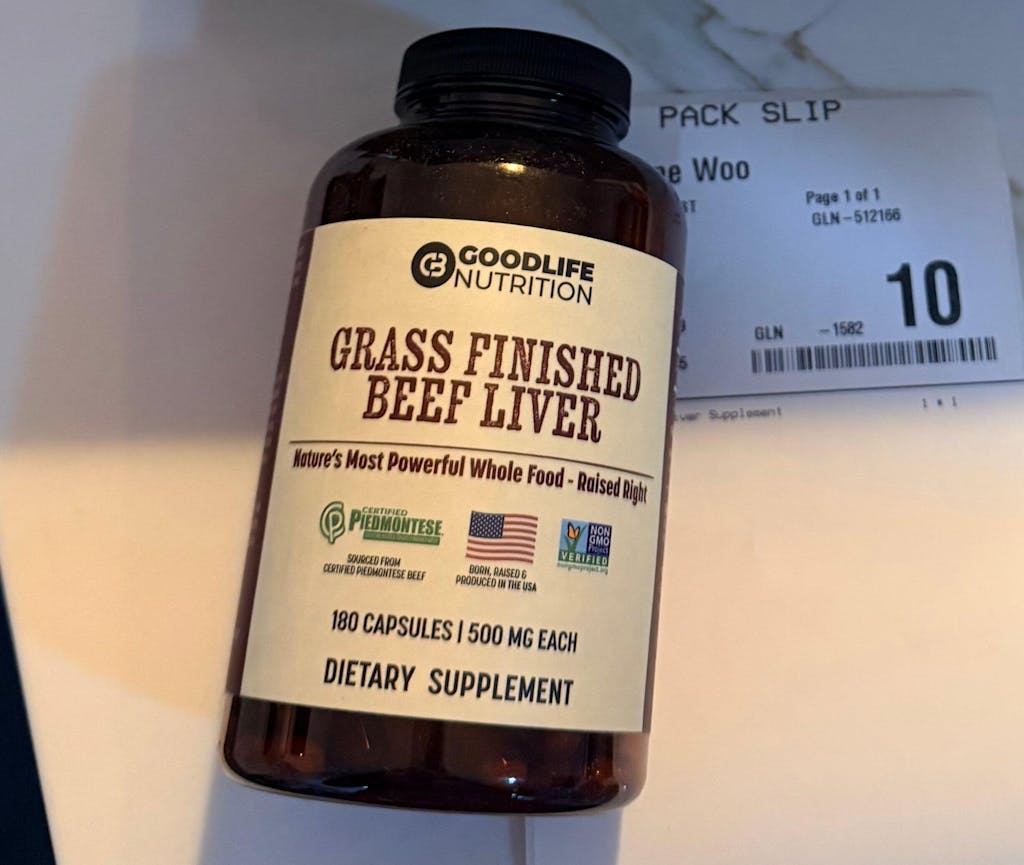 GOODLIFE
NUTRITION
GRASS FINISHED
BEEF LIVER
Nature's Most Powerful Whole Food - Raised Right
CERTIFIED
PIEDMONTESE
SOURCED FROM
CERTIFIED PIEDMONTESE BEEF
BORN, RAISED &
PRODUCED IN THE USA
NON
GMO
Project
VERIFIED
nongmoproject.org
180 CAPSULES | 500 MG EACH
DIETARY SUPPLEMENT
PACK SLIP
Woo
Page 1 of 1
GLN-512166
10
GLN -1582
Supplement